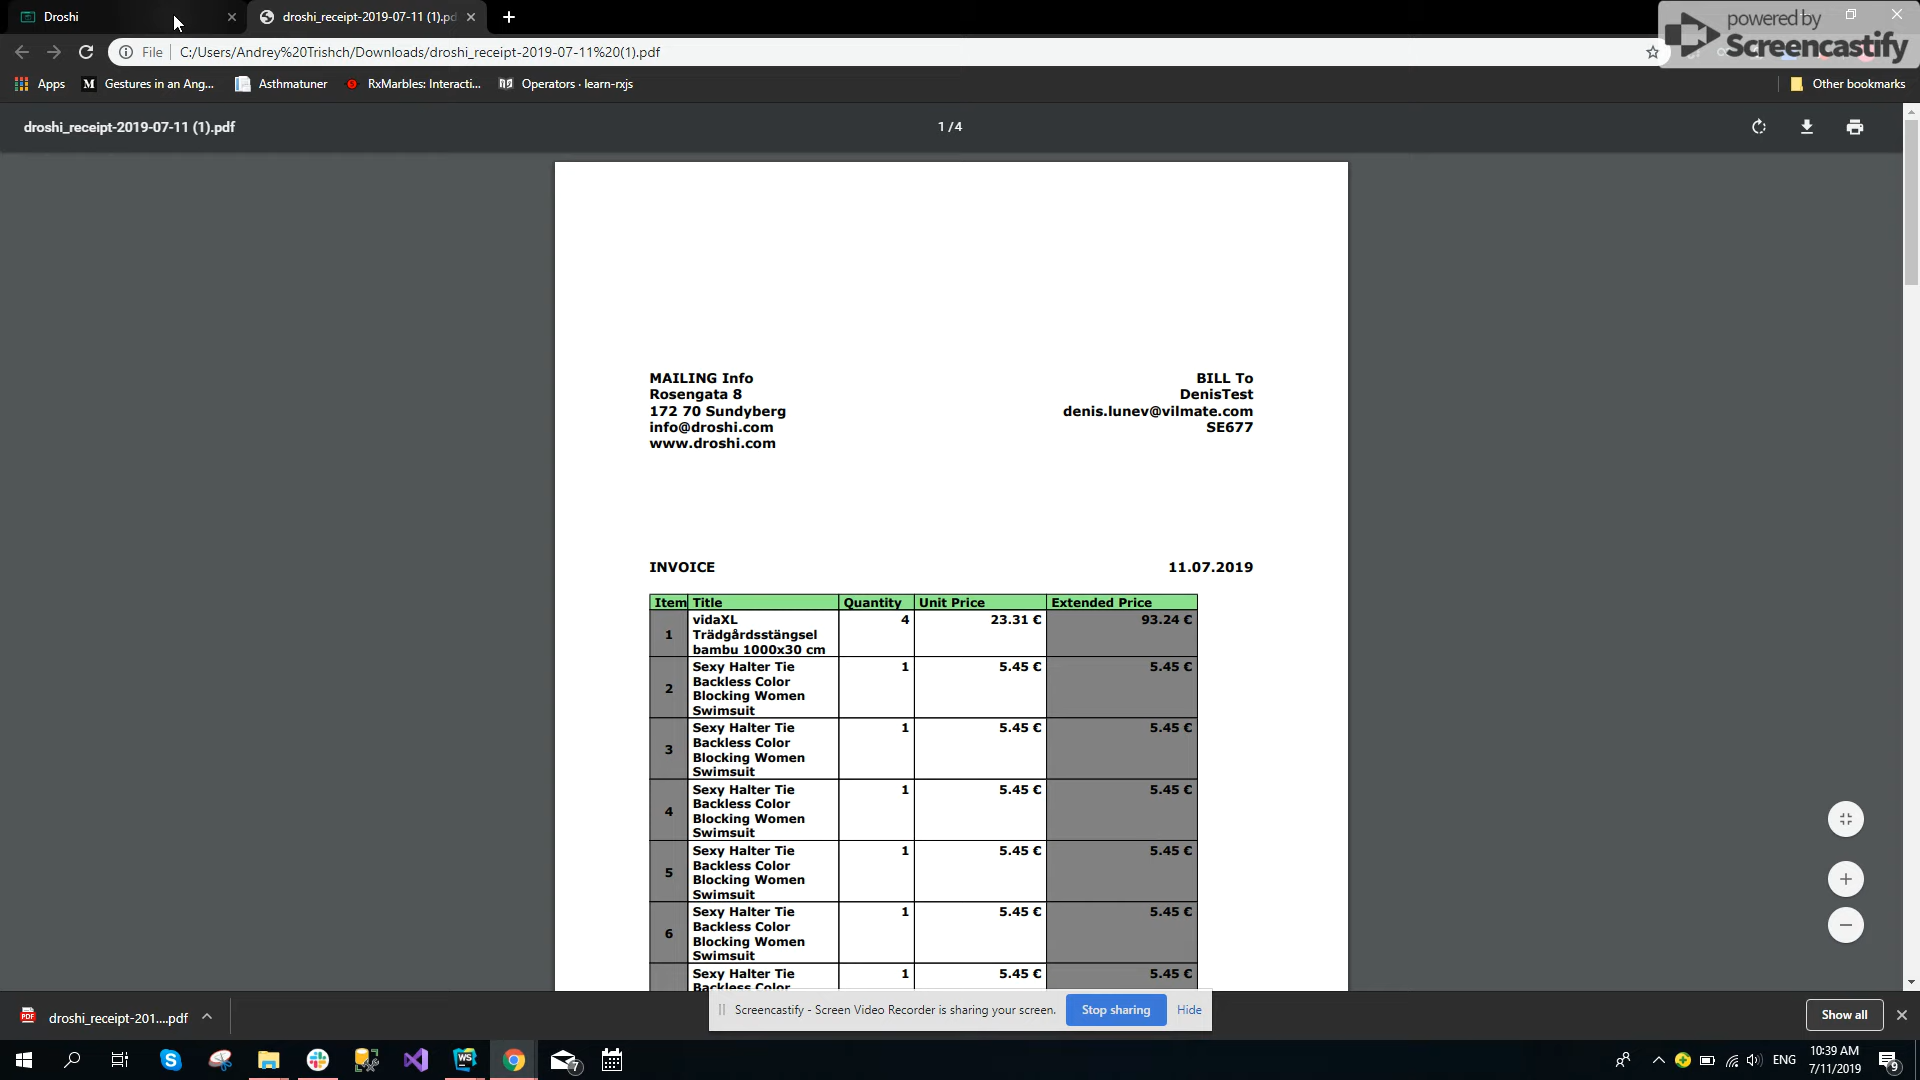 Droshi
droshi_receipt-2019-07-11 (1).pd
powered by
Screencastify
File
C:/Users/Andrey%20Trishch/Downloads/droshi_receipt-2019-07-11%20(1).pdf
Apps
M Gestures in an Ang...
Asthmatuner
RxMarbles: Interacti...
Operators · learn-rxjs
Other bookmarks
droshi_receipt-2019-07-11 (1).pdf
1 / 4
MAILING Info
Rosengata 8
172 70 Sundyberg
info@droshi.com
www.droshi.com
BILL To
DenisTest
denis.lunev@vilmate.com
SE677
INVOICE
11.07.2019
Item Title Quantity Unit Price Extended Price
1 vidaXL 4 23.31 € 93.24 €
Trädgårdsstängsel
bambu 1000x30 cm
2 Sexy Halter Tie 1 5.45 € 5.45 €
Backless Color
Blocking Women
Swimsuit
3 Sexy Halter Tie 1 5.45 € 5.45 €
Backless Color
Blocking Women
Swimsuit
4 Sexy Halter Tie 1 5.45 € 5.45 €
Backless Color
Blocking Women
Swimsuit
5 Sexy Halter Tie 1 5.45 € 5.45 €
Backless Color
Blocking Women
Swimsuit
6 Sexy Halter Tie 1 5.45 € 5.45 €
Backless Color
Blocking Women
Swimsuit
Sexy Halter Tie 1 5.45 € 5.45 €
Backless Color
Screencastify - Screen Video Recorder is sharing your screen.
Stop sharing
Hide
PDF
droshi_receipt-201....pdf
Show all
WS
7
ENG
10:39 AM
7/11/2019
9